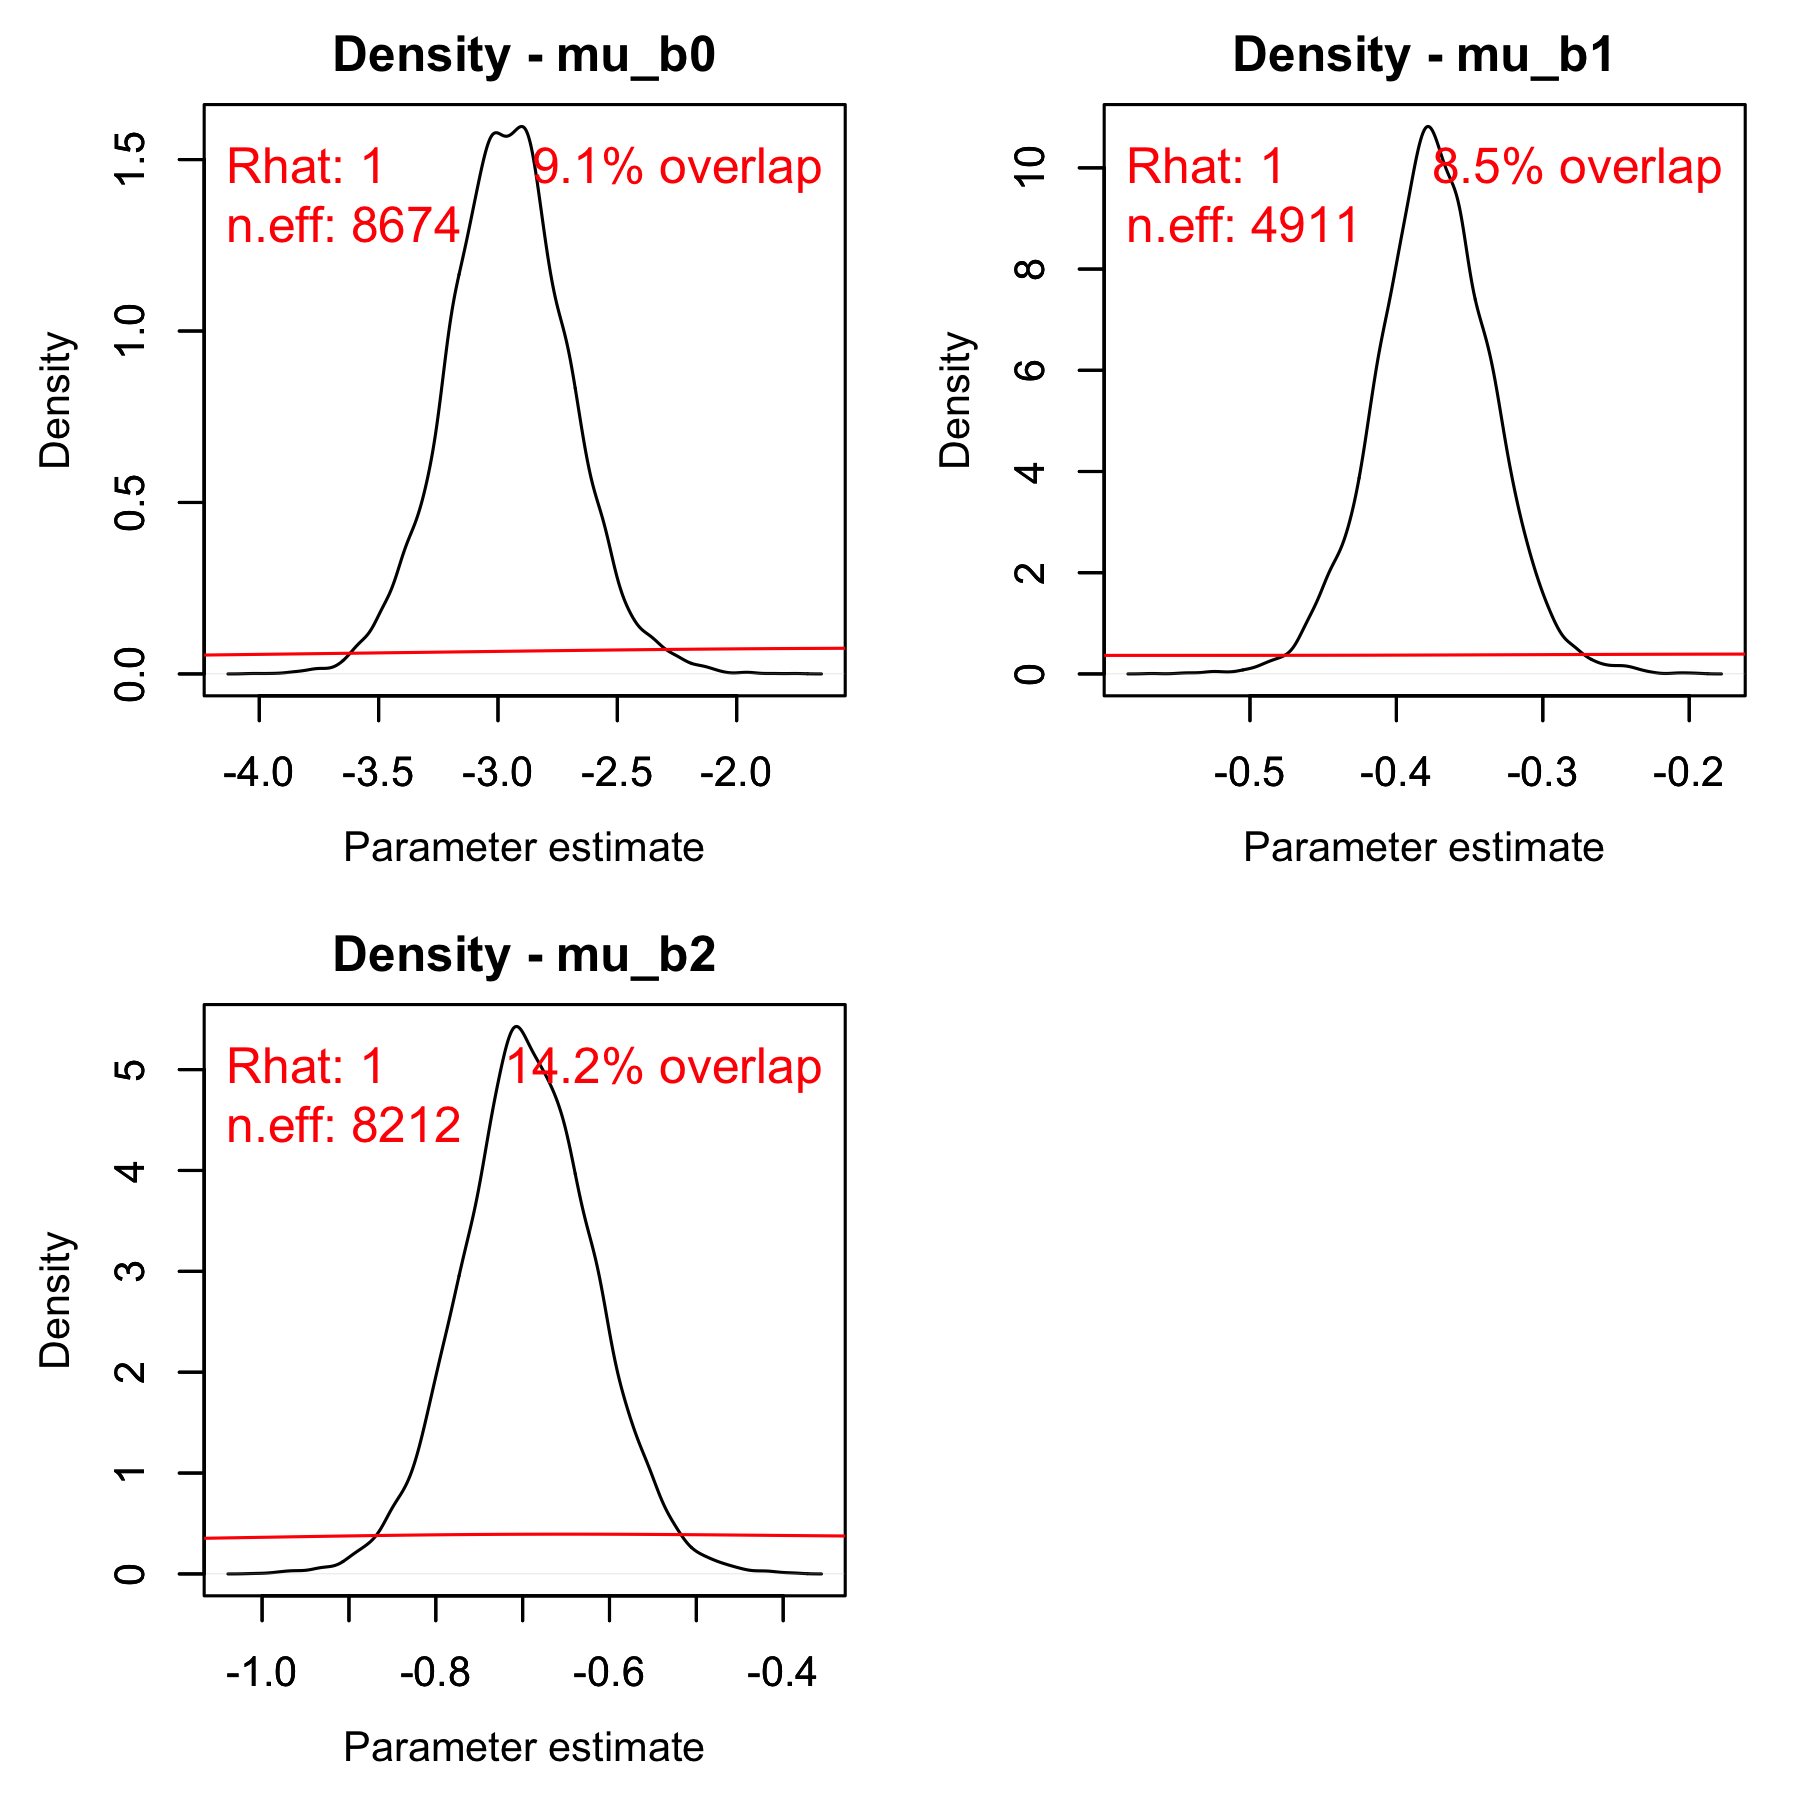 Density - mu_b0
Rhat: 1
9.1% overlap
n.eff: 8674
Density
0.0
0.5
1.0
1.5
-4.0 -3.5 -3.0 -2.5 -2.0
Parameter estimate
Density - mu_b1
Rhat: 1
8.5% overlap
n.eff: 4911
Density
0
2
4
6
8
10
-0.5 -0.4 -0.3 -0.2
Parameter estimate
Density - mu_b2
Rhat: 1
14.2% overlap
n.eff: 8212
Density
0
1
2
3
4
5
-1.0 -0.8 -0.6 -0.4
Parameter estimate